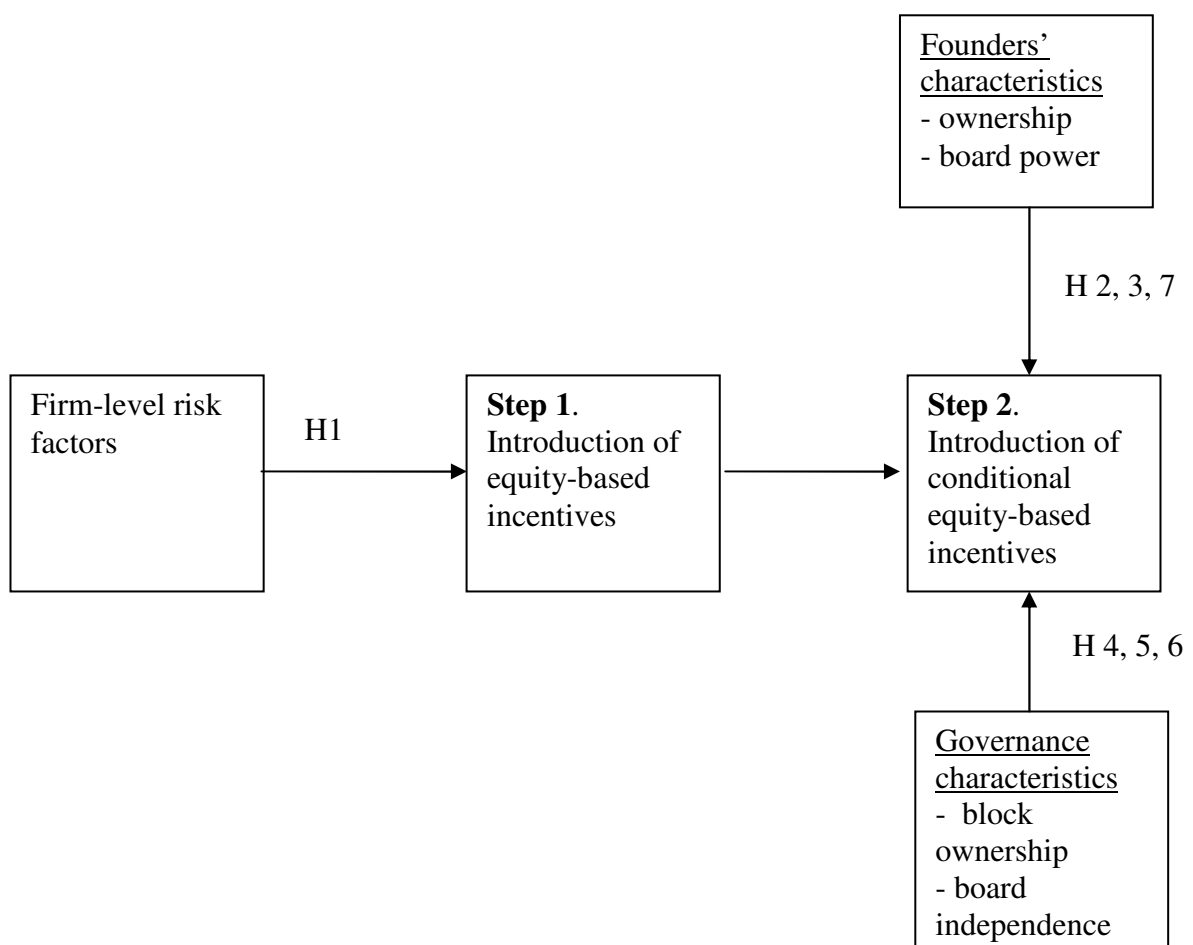 Founders’
characteristics
- ownership
- board power
H 2, 3, 7
Firm-level risk
factors
H1
Step 1.
Introduction of
equity-based
incentives
Step 2.
Introduction of
conditional
equity-based
incentives
H 4, 5, 6
Governance
characteristics
- block
ownership
- board
independence